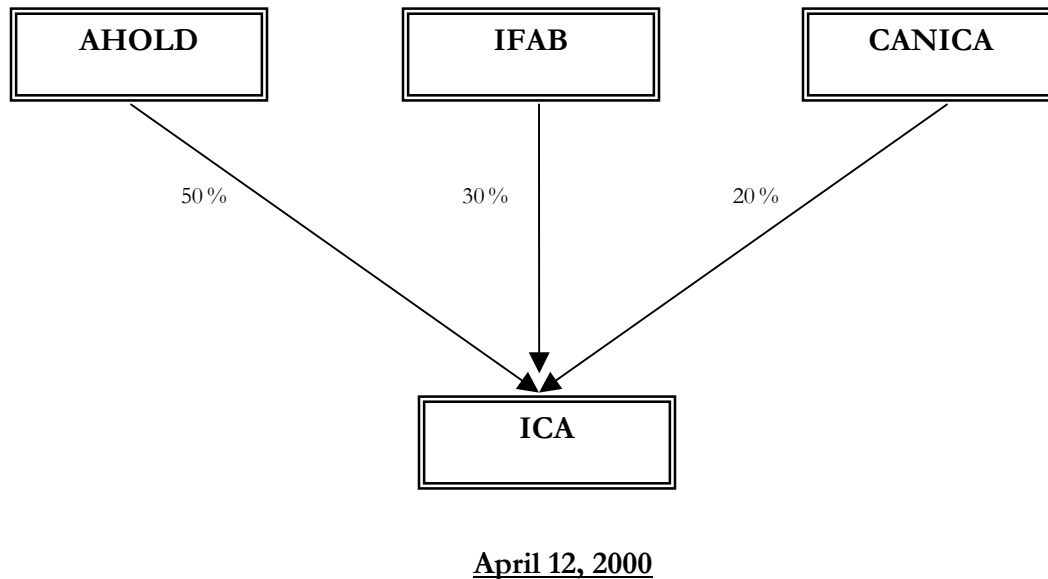 AHOLD
IFAB
CANICA
50%
30%
20%
ICA
April 12, 2000